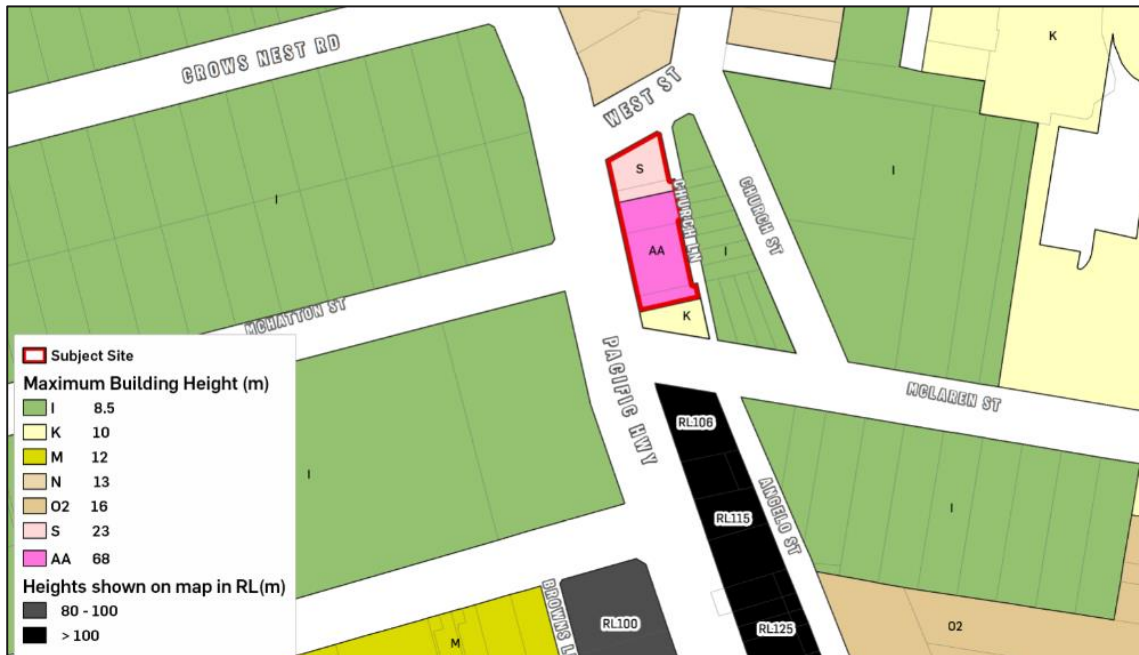 CROWS NEST RD
K
WEST ST
S
I
CHURCH LN
CHURCH ST
I
AA
I
K
MCHATTON ST
PACIFIC HWY
MCLAREN ST
RL106
I
ANGELO ST
RL115
I
BROWNS L
RL100
RL125
O2
M
Subject Site
Maximum Building Height (m)
I 8.5
K 10
M 12
N 13
O2 16
S 23
AA 68
Heights shown on map in RL(m)
80 - 100
> 100